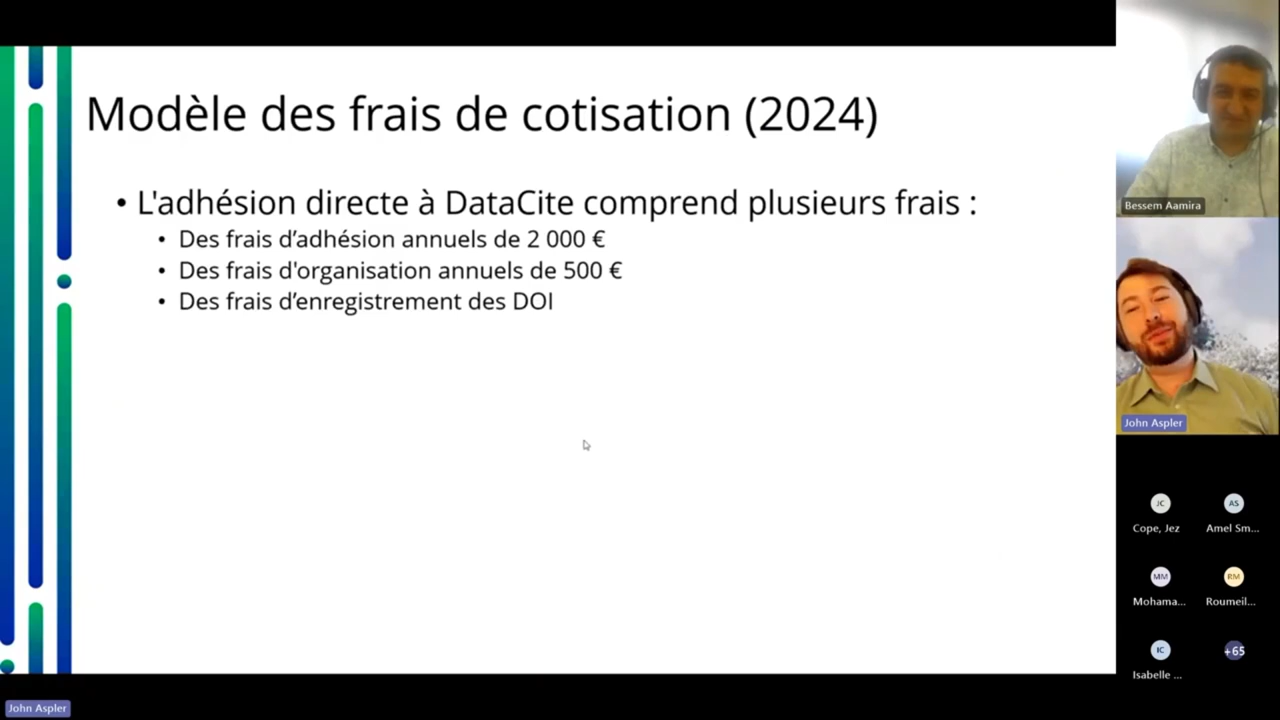 Modèle des frais de cotisation (2024)
• L'adhésion directe à DataCite comprend plusieurs frais :
• Des frais d’adhésion annuels de 2 000 €
• Des frais d'organisation annuels de 500 €
• Des frais d’enregistrement des DOI
Bessem Aamira
John Aspler
JC
AS
Cope, Jez
Amel Sm...
MM
RM
Mohama...
Roumeil...
IC
+65
Isabelle ...
John Aspler